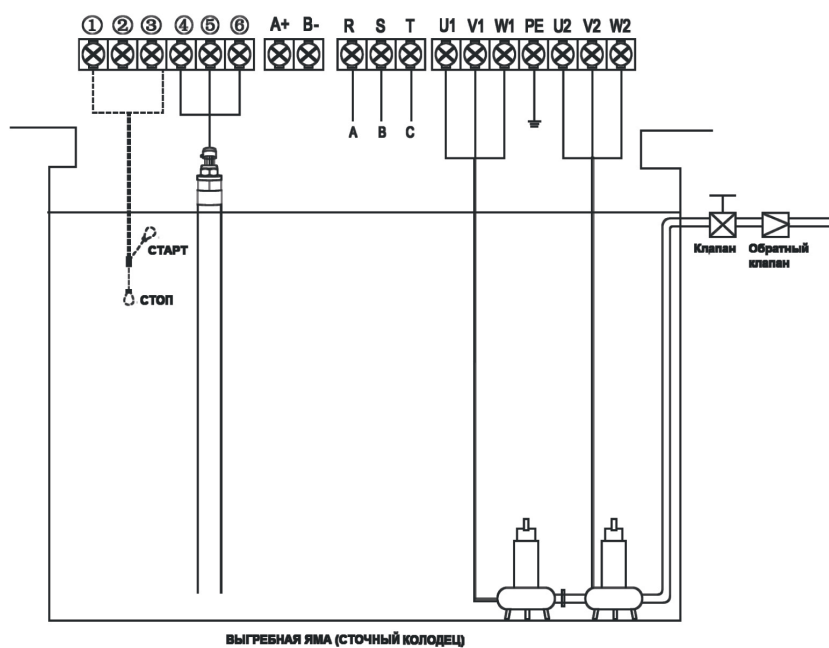 ① ② ③ ④ ⑤ ⑥ A+ B- R S T U1 V1 W1 PE U2 V2 W2
A B C
СТАРТ
СТОП
Клапан
Обратный
клапан
ВЫГРЕБНАЯ ЯМА (СТОЧНЫЙ КОЛОДЕЦ)